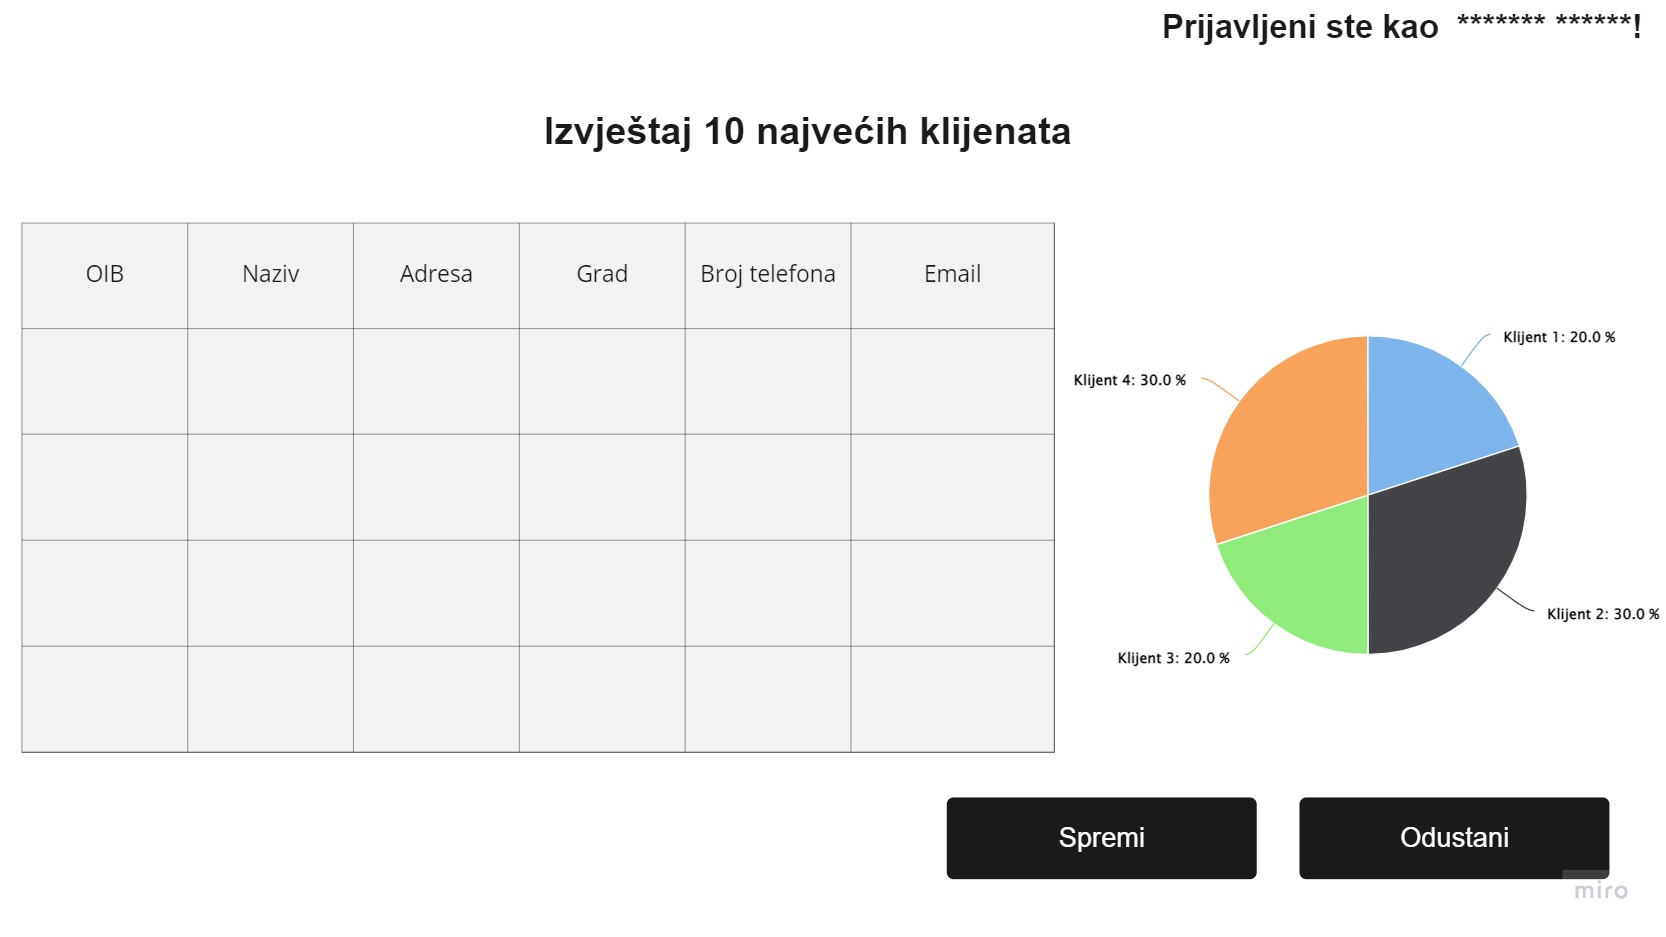 Prijavljeni ste kao ******* ******!
Izvještaj 10 najvećih klijenata
OIB Naziv Adresa Grad Broj telefona Email
Klijent 1: 20.0 %
Klijent 4: 30.0 %
Klijent 2: 30.0 %
Klijent 3: 20.0 %
Spremi Odustani
miro